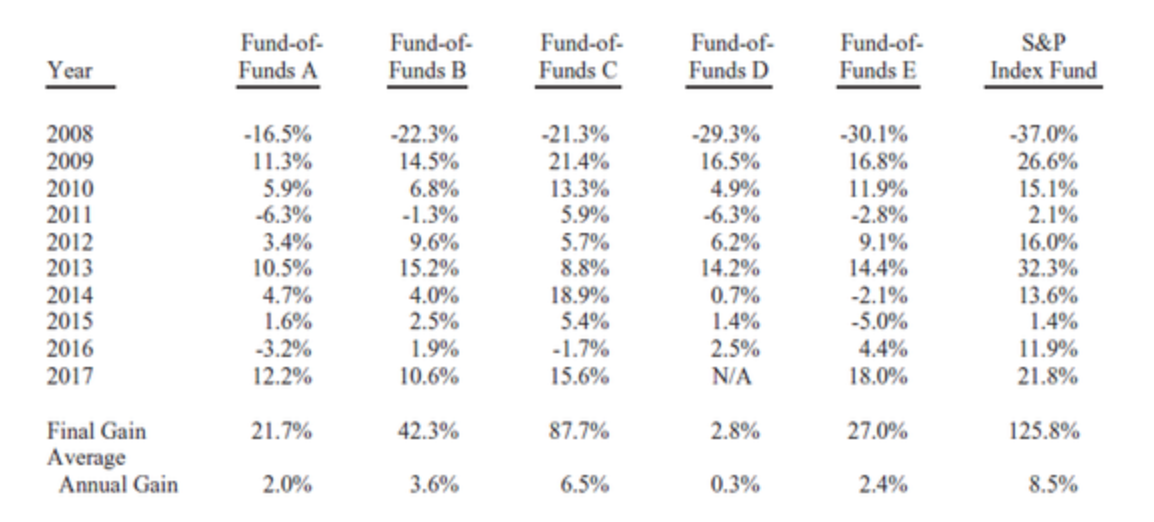 Fund-of- Fund-of- Fund-of- Fund-of- Fund-of- S&P
Year Funds A Funds B Funds C Funds D Funds E Index Fund
2008 -16.5% -22.3% -21.3% -29.3% -30.1% -37.0%
2009 11.3% 14.5% 21.4% 16.5% 16.8% 26.6%
2010 5.9% 6.8% 13.3% 4.9% 11.9% 15.1%
2011 -6.3% -1.3% 5.9% -6.3% -2.8% 2.1%
2012 3.4% 9.6% 5.7% 6.2% 9.1% 16.0%
2013 10.5% 15.2% 8.8% 14.2% 14.4% 32.3%
2014 4.7% 4.0% 18.9% 0.7% -2.1% 13.6%
2015 1.6% 2.5% 5.4% 1.4% -5.0% 1.4%
2016 -3.2% 1.9% -1.7% 2.5% 4.4% 11.9%
2017 12.2% 10.6% 15.6% N/A 18.0% 21.8%
Final Gain 21.7% 42.3% 87.7% 2.8% 27.0% 125.8%
Average
Annual Gain 2.0% 3.6% 6.5% 0.3% 2.4% 8.5%